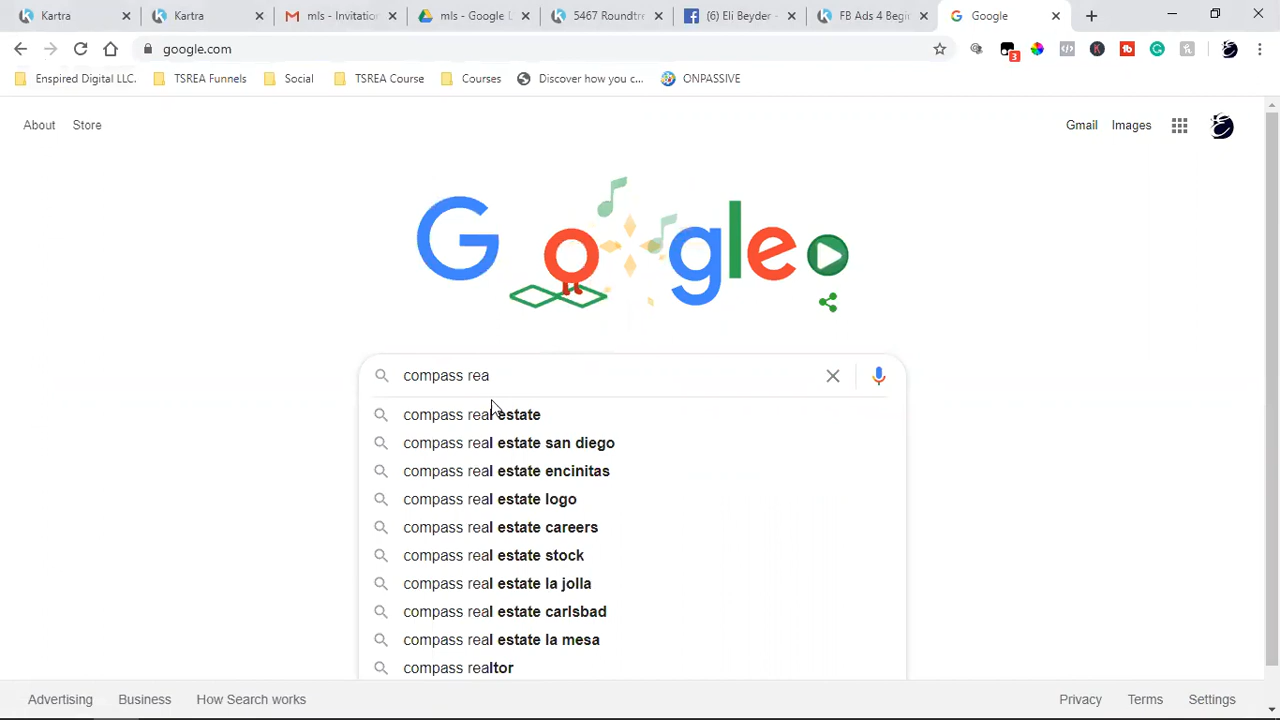 Kartra
Kartra
mls - Invitatio
mls - Google D
5467 Roundtre
(6) Eli Beyder -
FB Ads 4 Begi
Google
google.com
3
Enspired Digital LLC.
TSREA Funnels
Social
TSREA Course
Courses
Discover how you c...
ONPASSIVE
About
Store
Gmail
Images
Google
compass rea
compass real estate
compass real estate san diego
compass real estate encinitas
compass real estate logo
compass real estate careers
compass real estate stock
compass real estate la jolla
compass real estate carlsbad
compass real estate la mesa
compass realtor
Advertising
Business
How Search works
Privacy
Terms
Settings